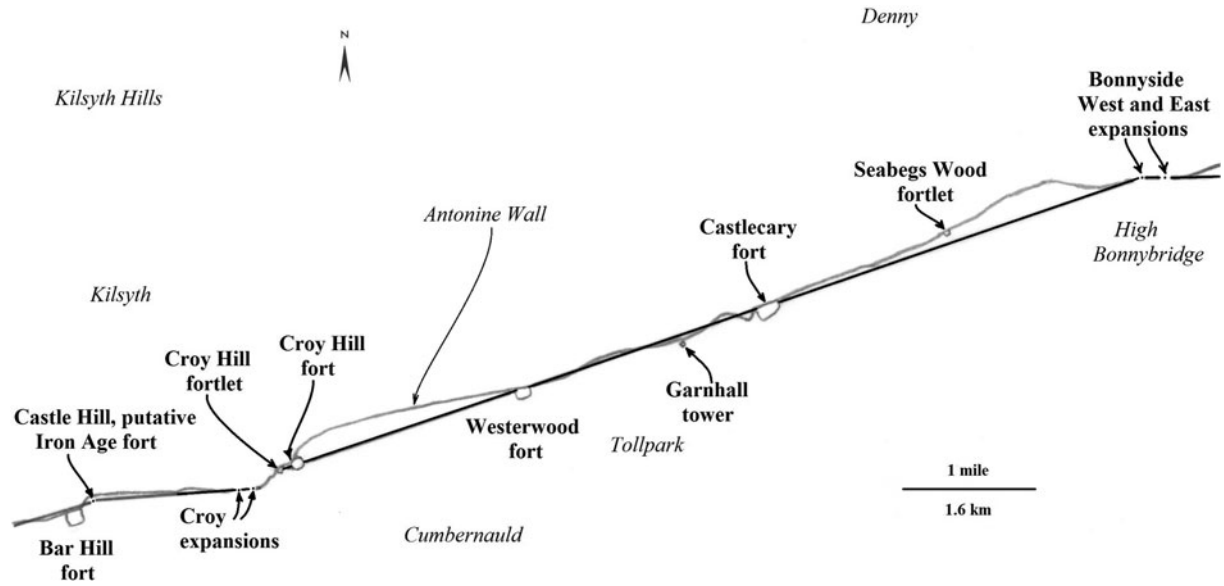 Denny
N
Kilsyth Hills
Bonnyside
West and East
expansions
Seabegs Wood
fortlet
Antonine Wall
Castlecary
fort
High
Bonnybridge
Kilsyth
Croy Hill
fort
Croy Hill
fortlet
Garnhall
tower
Castle Hill, putative
Iron Age fort
Westerwood
fort
Tollpark
1 mile
1.6 km
Croy
expansions
Cumbernauld
Bar Hill
fort